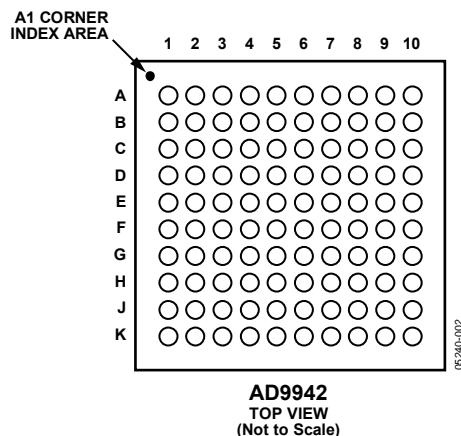 A1 CORNER
INDEX AREA
1 2 3 4 5 6 7 8 9 10
A
B
C
D
E
F
G
H
J
K
05240-002
AD9942
TOP VIEW
(Not to Scale)